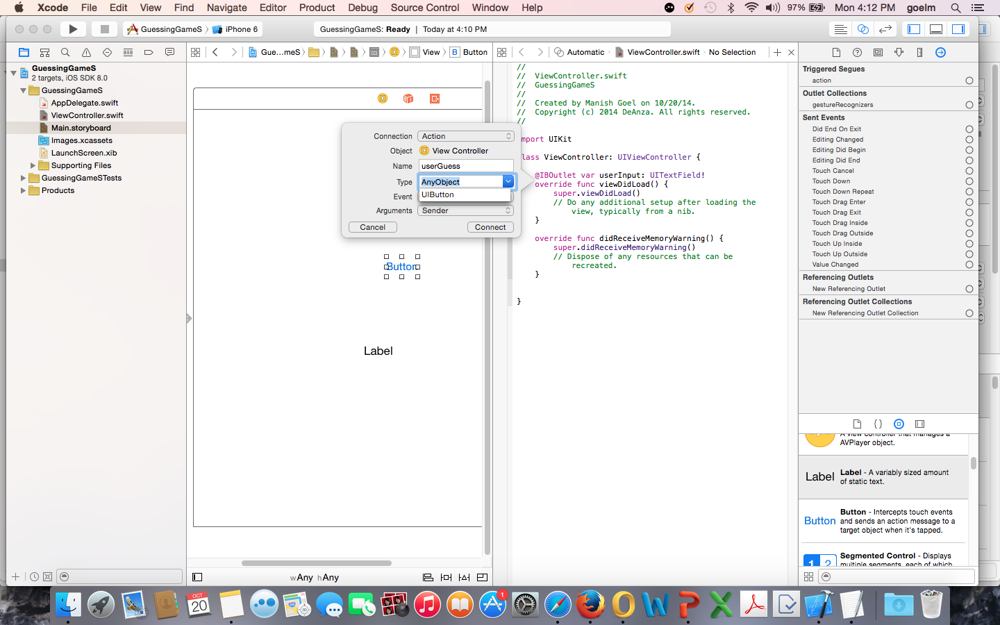 Xcode File Edit View Find Navigate Editor Product Debug Source Control Window Help 97% Mon 4:12 PM goelm
GuessingGameS iPhone 6 GuessingGameS: Ready | Today at 4:10 PM
Gue...meS View B Button Automatic ViewController.swift No Selection
GuessingGameS
2 targets, iOS SDK 8.0
GuessingGameS
AppDelegate.swift
ViewController.swift
Main.storyboard
Images.xcassets
LaunchScreen.xib
Supporting Files
GuessingGameSTests
Products
Connection Action
Object View Controller
Name userGuess
Type AnyObject
UIButton
Event
Arguments Sender
Cancel Connect
Button
Label
wAny hAny
//
// ViewController.swift
// GuessingGameS
//
// Created by Manish Goel on 10/20/14.
// Copyright (c) 2014 DeAnza. All rights reserved.
//
mport UIKit
lass ViewController: UIViewController {
@IBOutlet var userInput: UITextField!
override func viewDidLoad() {
super.viewDidLoad()
// Do any additional setup after loading the
view, typically from a nib.
}
override func didReceiveMemoryWarning() {
super.didReceiveMemoryWarning()
// Dispose of any resources that can be
recreated.
}
}
Triggered Segues
action
Outlet Collections
gestureRecognizers
Sent Events
Did End On Exit
Editing Changed
Editing Did Begin
Editing Did End
Touch Cancel
Touch Down
Touch Down Repeat
Touch Drag Enter
Touch Drag Exit
Touch Drag Inside
Touch Drag Outside
Touch Up Inside
Touch Up Outside
Value Changed
Referencing Outlets
New Referencing Outlet
Referencing Outlet Collections
New Referencing Outlet Collection
{}
A view controller that manages a
AVPlayer object.
Label Label - A variably sized amount
of static text.
Button Button - Intercepts touch events
and sends an action message to a
target object when it's tapped.
1 2 Segmented Control - Displays
multiple segments, each of which
OCT
20
1